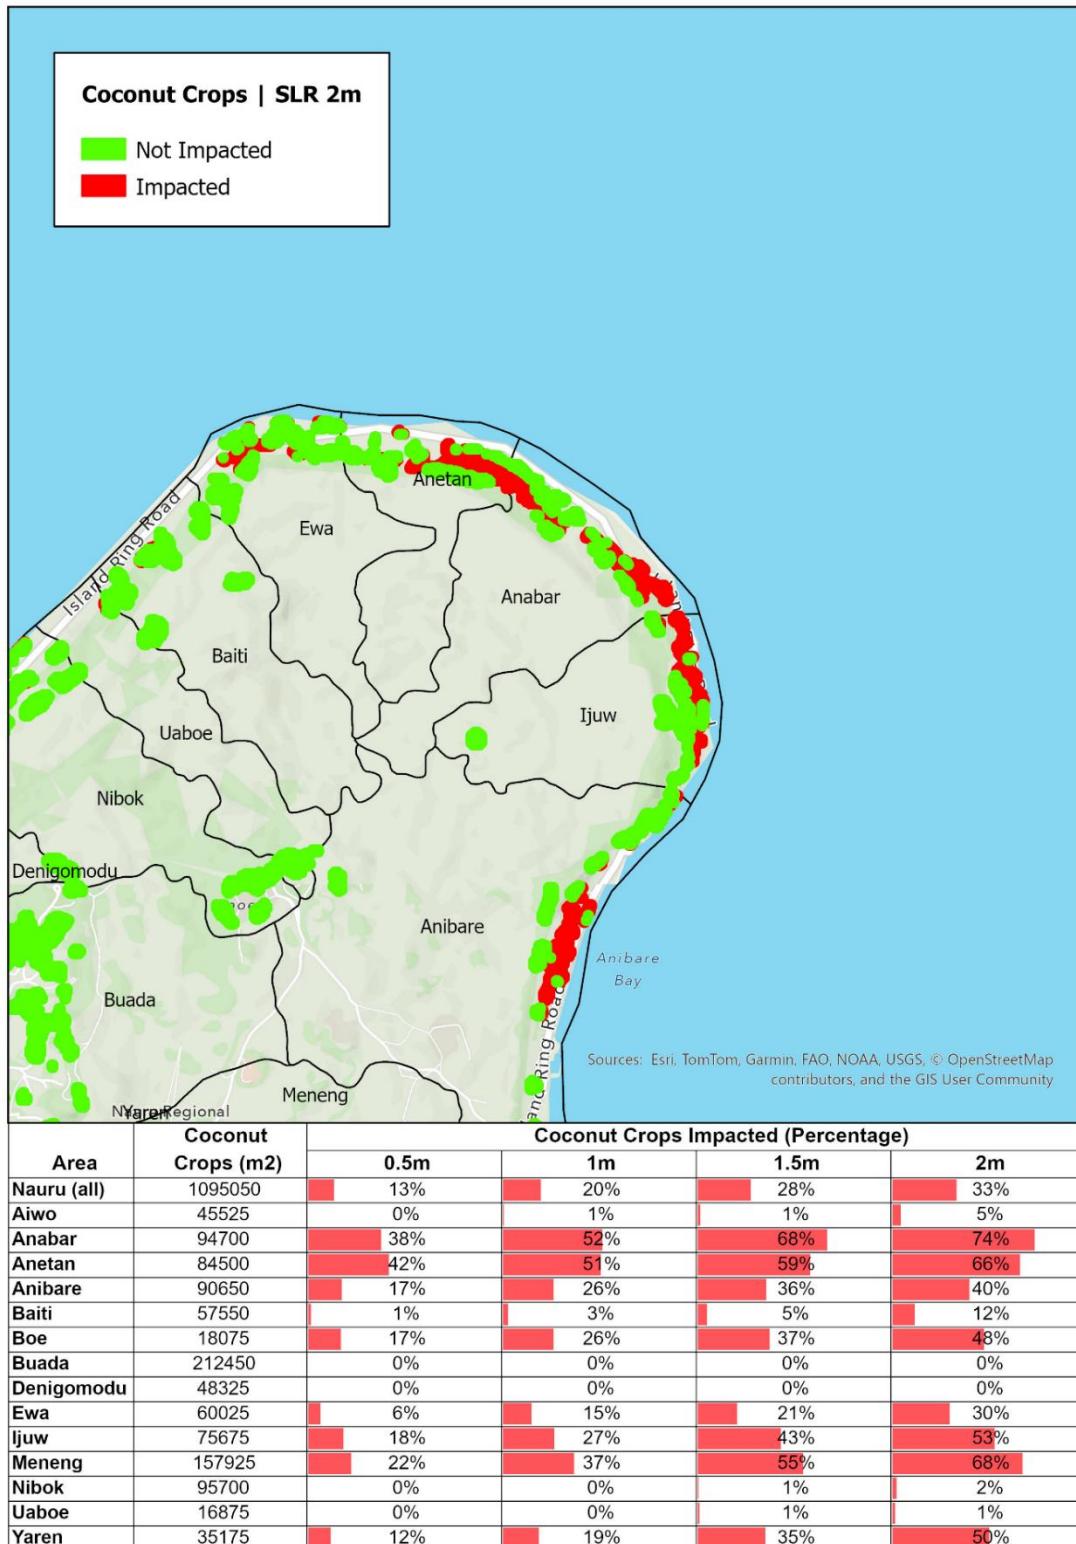 Coconut Crops | SLR 2m
Not Impacted
Impacted
Island Ring Road
Anetan
Ewa
Anabar
Baiti
Ijuw
Uaboe
Nibok
Denigomodu
Anibare
Anibare
Bay
Buada
Island Ring Road
Sources: Esri, TomTom, Garmin, FAO, NOAA, USGS, © OpenStreetMap
contributors, and the GIS User Community
Meneng
Yaren Regional
Area Coconut Crops (m2) Coconut Crops Impacted (Percentage)
0.5m 1m 1.5m 2m
Nauru (all) 1095050 13% 20% 28% 33%
Aiwo 45525 0% 1% 1% 5%
Anabar 94700 38% 52% 68% 74%
Anetan 84500 42% 51% 59% 66%
Anibare 90650 17% 26% 36% 40%
Baiti 57550 1% 3% 5% 12%
Boe 18075 17% 26% 37% 48%
Buada 212450 0% 0% 0% 0%
Denigomodu 48325 0% 0% 0% 0%
Ewa 60025 6% 15% 21% 30%
Ijuw 75675 18% 27% 43% 53%
Meneng 157925 22% 37% 55% 68%
Nibok 95700 0% 0% 1% 2%
Uaboe 16875 0% 0% 1% 1%
Yaren 35175 12% 19% 35% 50%